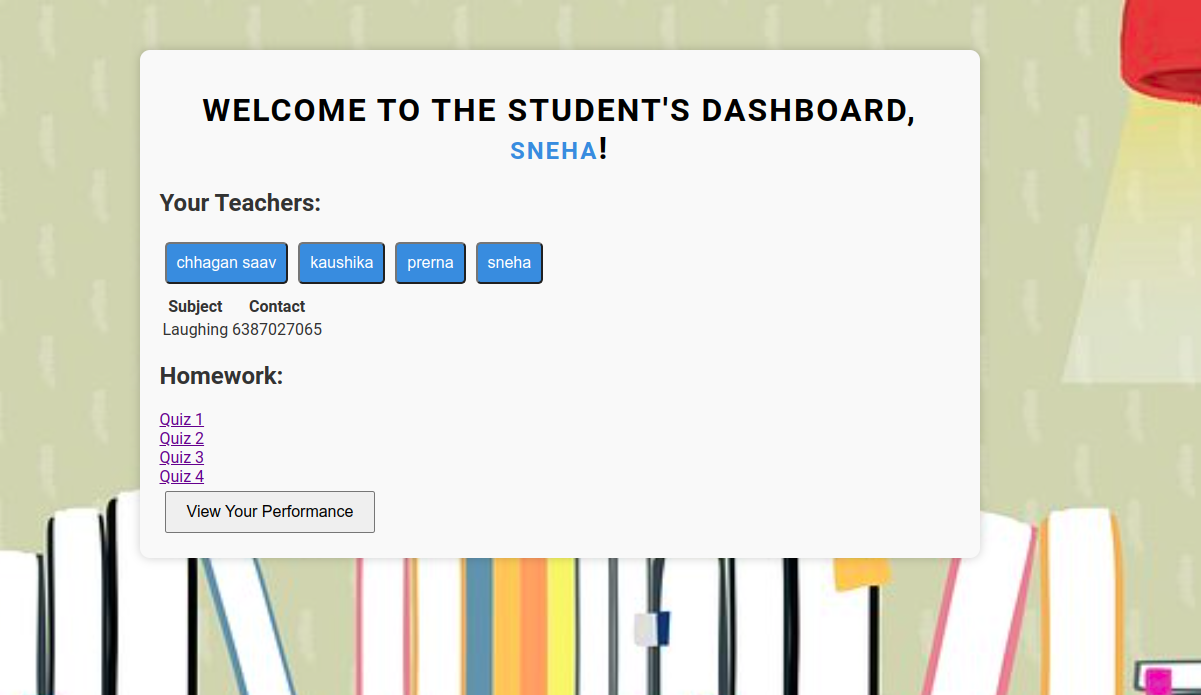 WELCOME TO THE STUDENT'S DASHBOARD,
SNEHA!
Your Teachers:
chhagan saav kaushika prerna sneha
Subject Contact
Laughing 6387027065
Homework:
Quiz 1
Quiz 2
Quiz 3
Quiz 4
View Your Performance